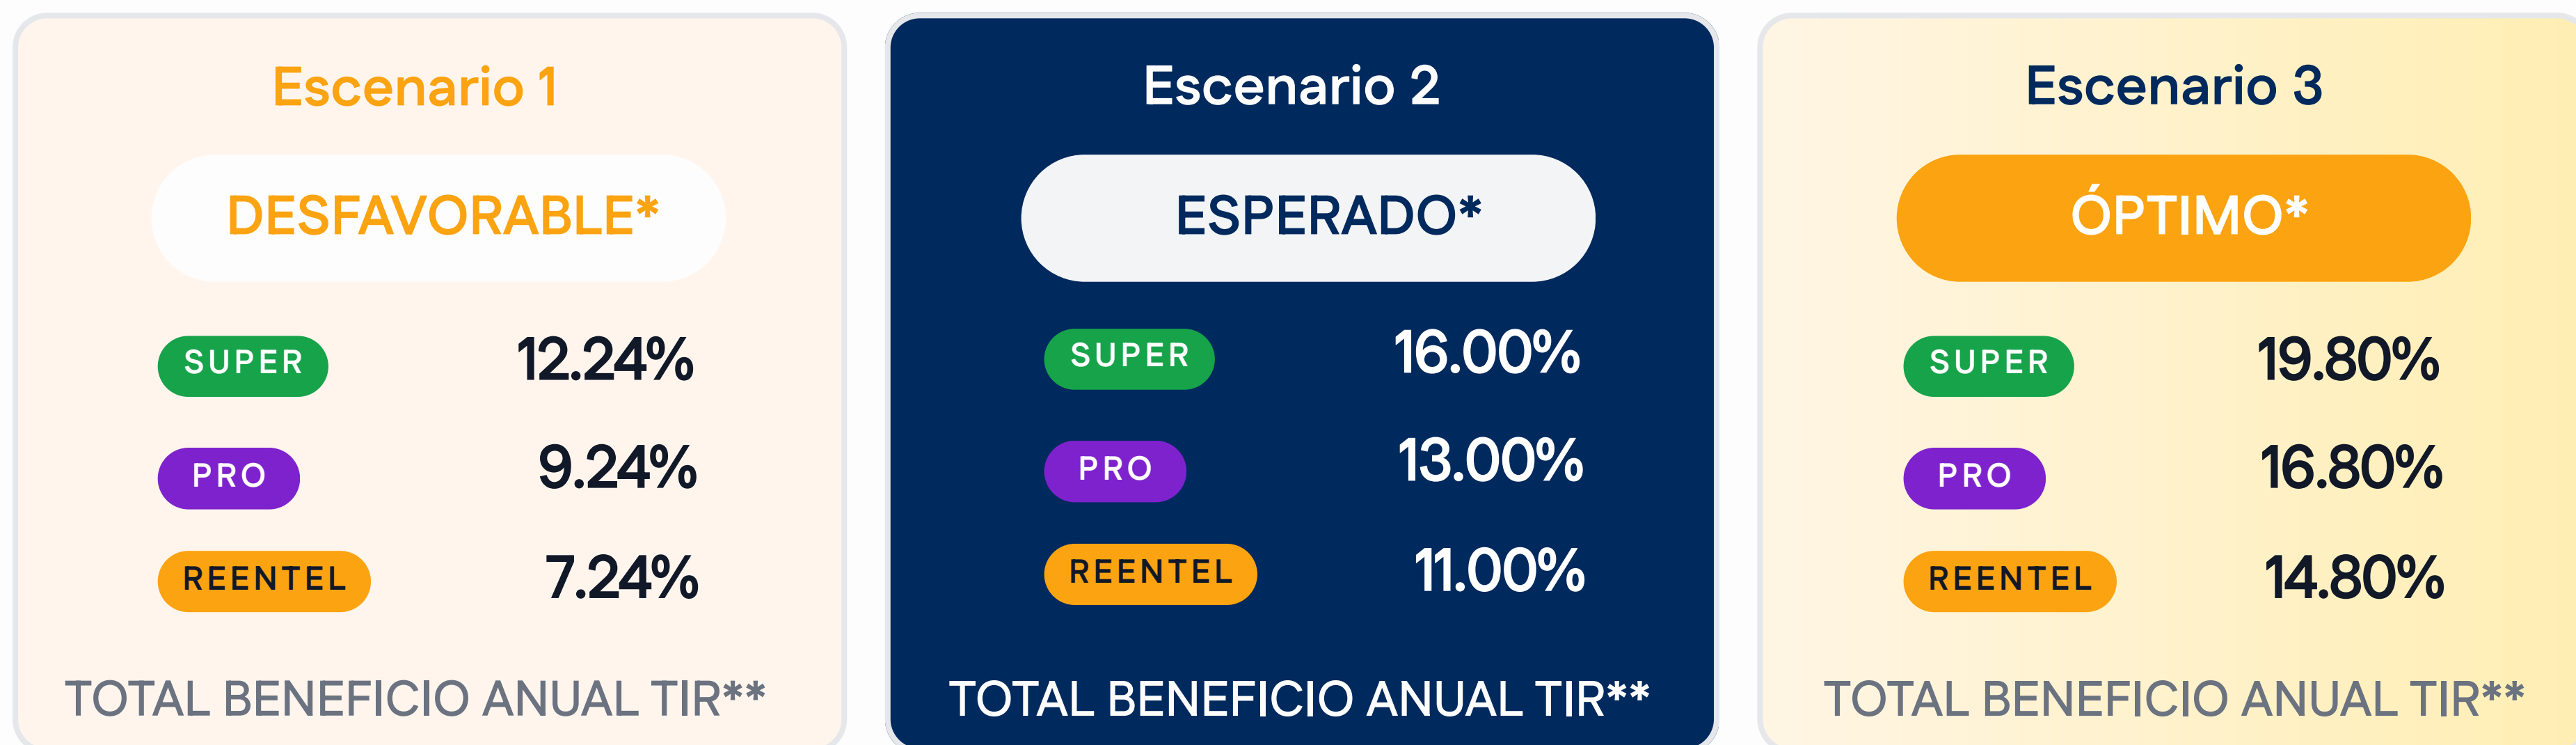 Escenario 1
DESFAVORABLE*
SUPER 12.24%
PRO 9.24%
REENTEL 7.24%
TOTAL BENEFICIO ANUAL TIR**
Escenario 2
ESPERADO*
SUPER 16.00%
PRO 13.00%
REENTEL 11.00%
TOTAL BENEFICIO ANUAL TIR**
Escenario 3
ÓPTIMO*
SUPER 19.80%
PRO 16.80%
REENTEL 14.80%
TOTAL BENEFICIO ANUAL TIR**